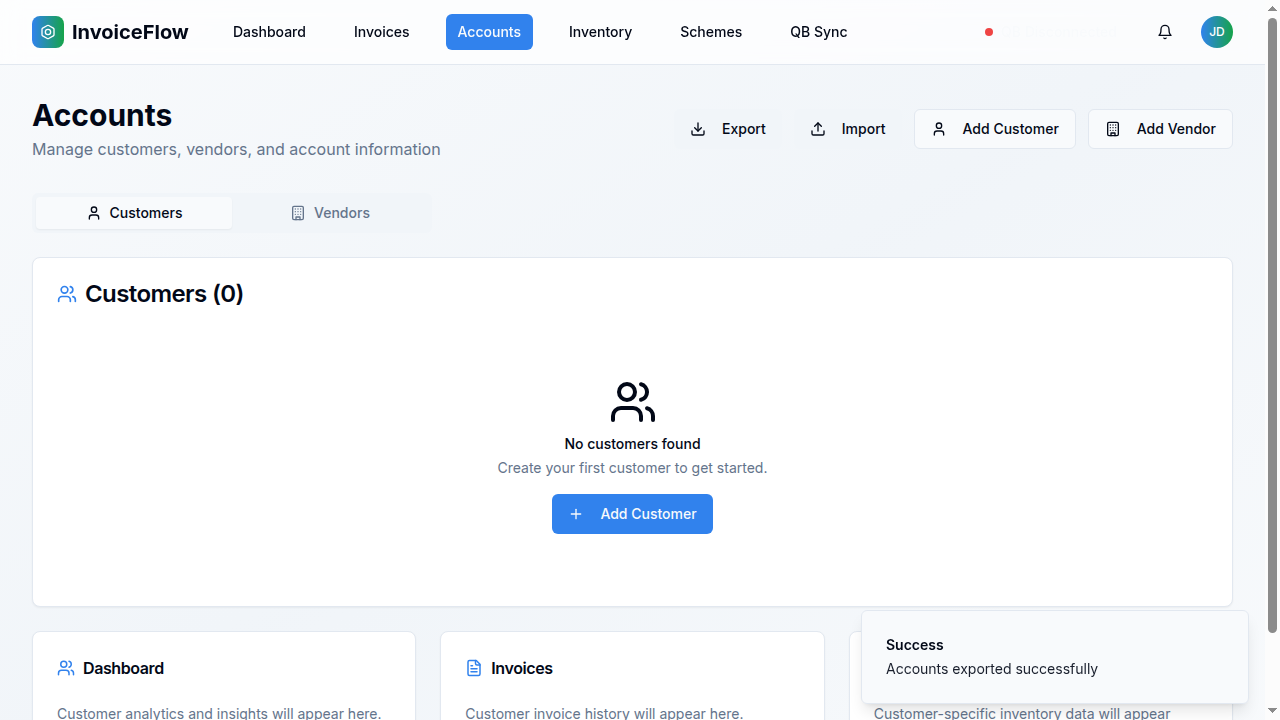 InvoiceFlow
Dashboard
Invoices
Accounts
Inventory
Schemes
QB Sync
JD
Accounts
Manage customers, vendors, and account information
Export
Import
Add Customer
Add Vendor
Customers
Vendors
Customers (0)
No customers found
Create your first customer to get started.
Add Customer
Dashboard
Customer analytics and insights will appear here.
Invoices
Customer invoice history will appear here.
Customer-specific inventory data will appear
Success
Accounts exported successfully